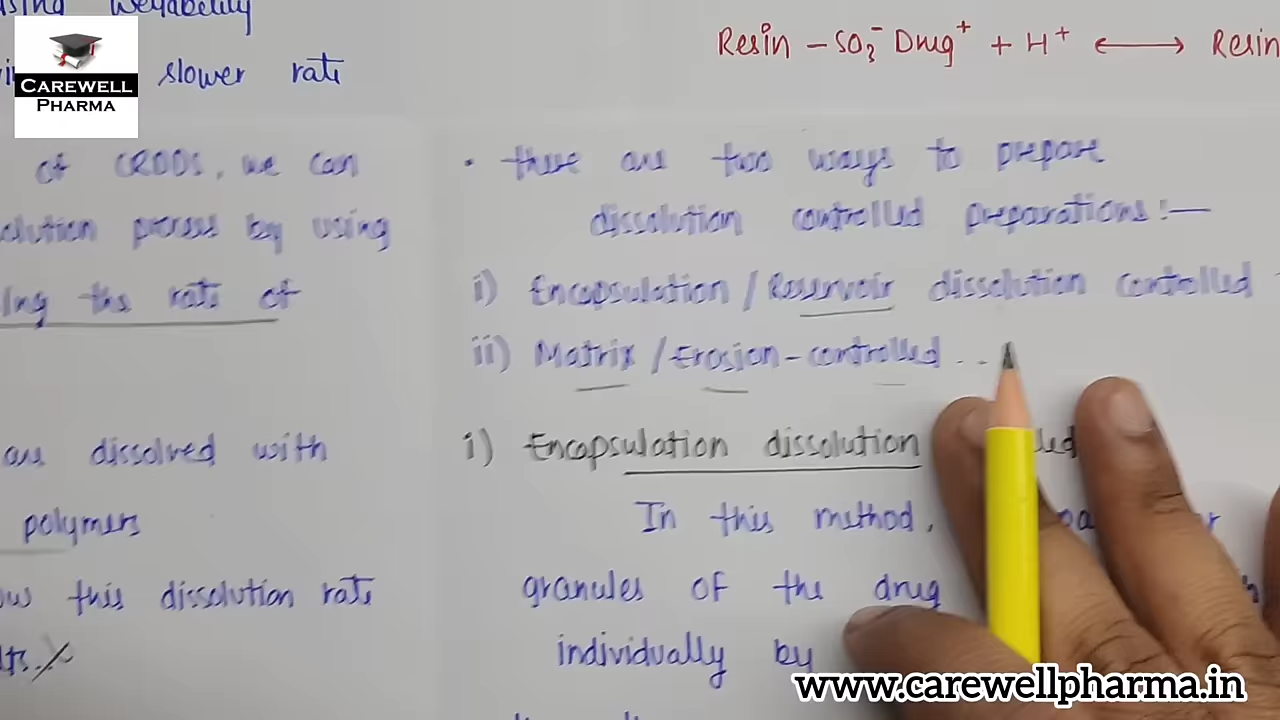 using Wettability
slower rate
CAREWELL
PHARMA
of CRDDS, we can
process by using
ing the rate of
are dissolved with
polymers
this dissolution rate
Resin – SO3⁻ Drug⁺ + H⁺ ⟷ Resin
• there are two ways to prepare
dissolution controlled preparations:—
i) Encapsulation / Reservoir dissolution controlled
ii) Matrix / Erosion-controlled ..
i) Encapsulation dissolution
In this method,
granules of the drug
individually by
www.carewellpharma.in